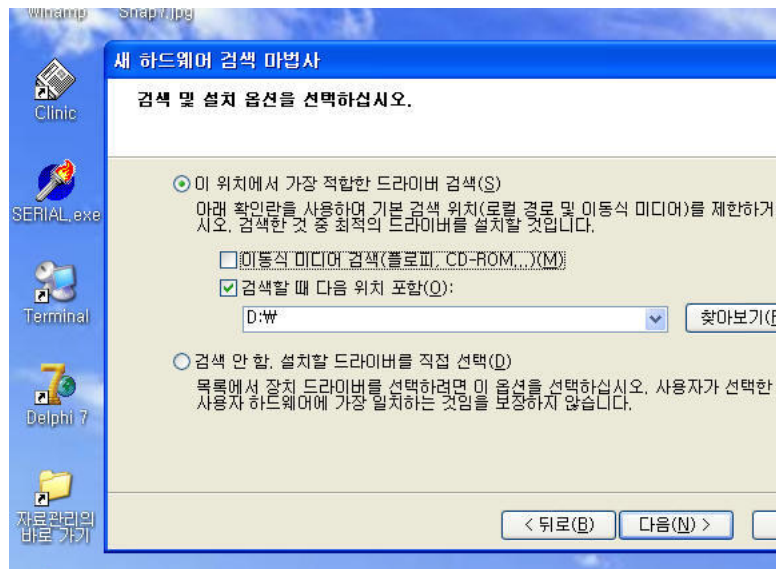 Winamp
Snap7.jpg
Clinic
SERIAL.exe
Terminal
Delphi 7
자료관리의
바로 가기
새 하드웨어 검색 마법사
검색 및 설치 옵션을 선택하십시오.
이 위치에서 가장 적합한 드라이버 검색(S)
아래 확인란을 사용하여 기본 검색 위치(로컬 경로 및 이동식 미디어)를 제한하거
시오. 검색한 것 중 최적의 드라이버를 설치할 것입니다.
이동식 미디어 검색(플로피, CD-ROM...)(M)
검색할 때 다음 위치 포함(O):
D:₩
찾아보기(
검색 안 함. 설치할 드라이버를 직접 선택(D)
목록에서 장치 드라이버를 선택하려면 이 옵션을 선택하십시오. 사용자가 선택한
사용자 하드웨어에 가장 일치하는 것임을 보장하지 않습니다.
< 뒤로(B)
다음(N) >